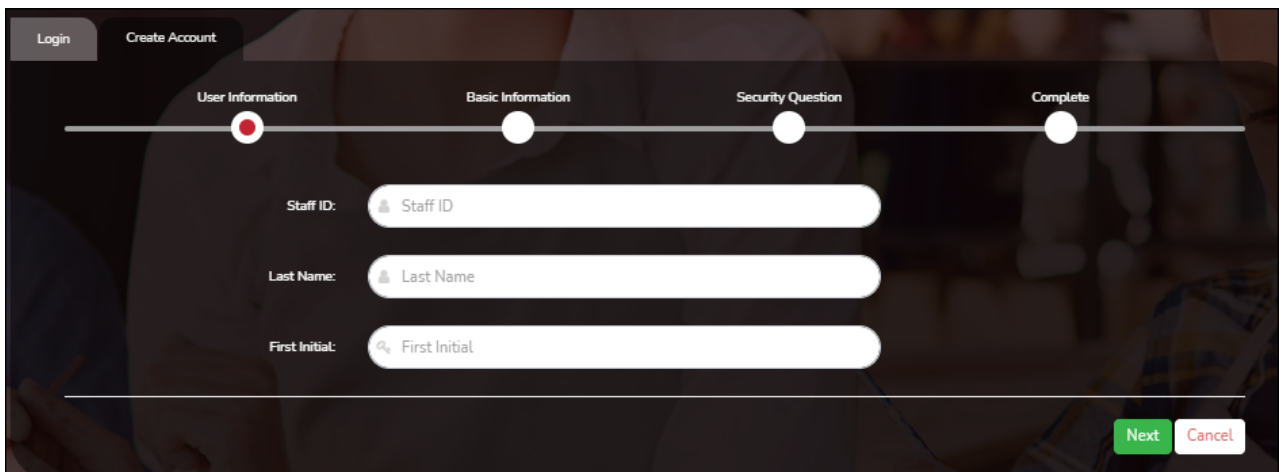 Login
Create Account
User Information
Basic Information
Security Question
Complete
Staff ID:
Staff ID
Last Name:
Last Name
First Initial:
First Initial
Next
Cancel